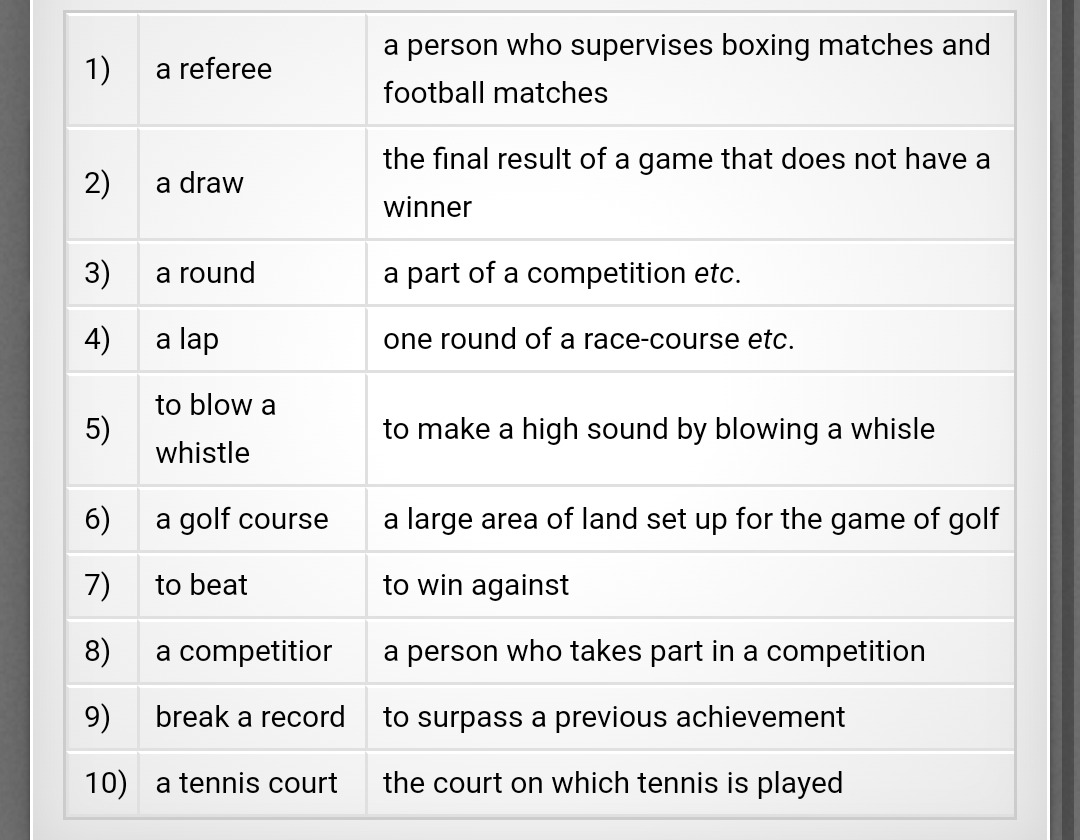 1) a referee a person who supervises boxing matches and
football matches
2) a draw the final result of a game that does not have a
winner
3) a round a part of a competition etc.
4) a lap one round of a race-course etc.
5) to blow a
whistle to make a high sound by blowing a whisle
6) a golf course a large area of land set up for the game of golf
7) to beat to win against
8) a competitior a person who takes part in a competition
9) break a record to surpass a previous achievement
10) a tennis court the court on which tennis is played